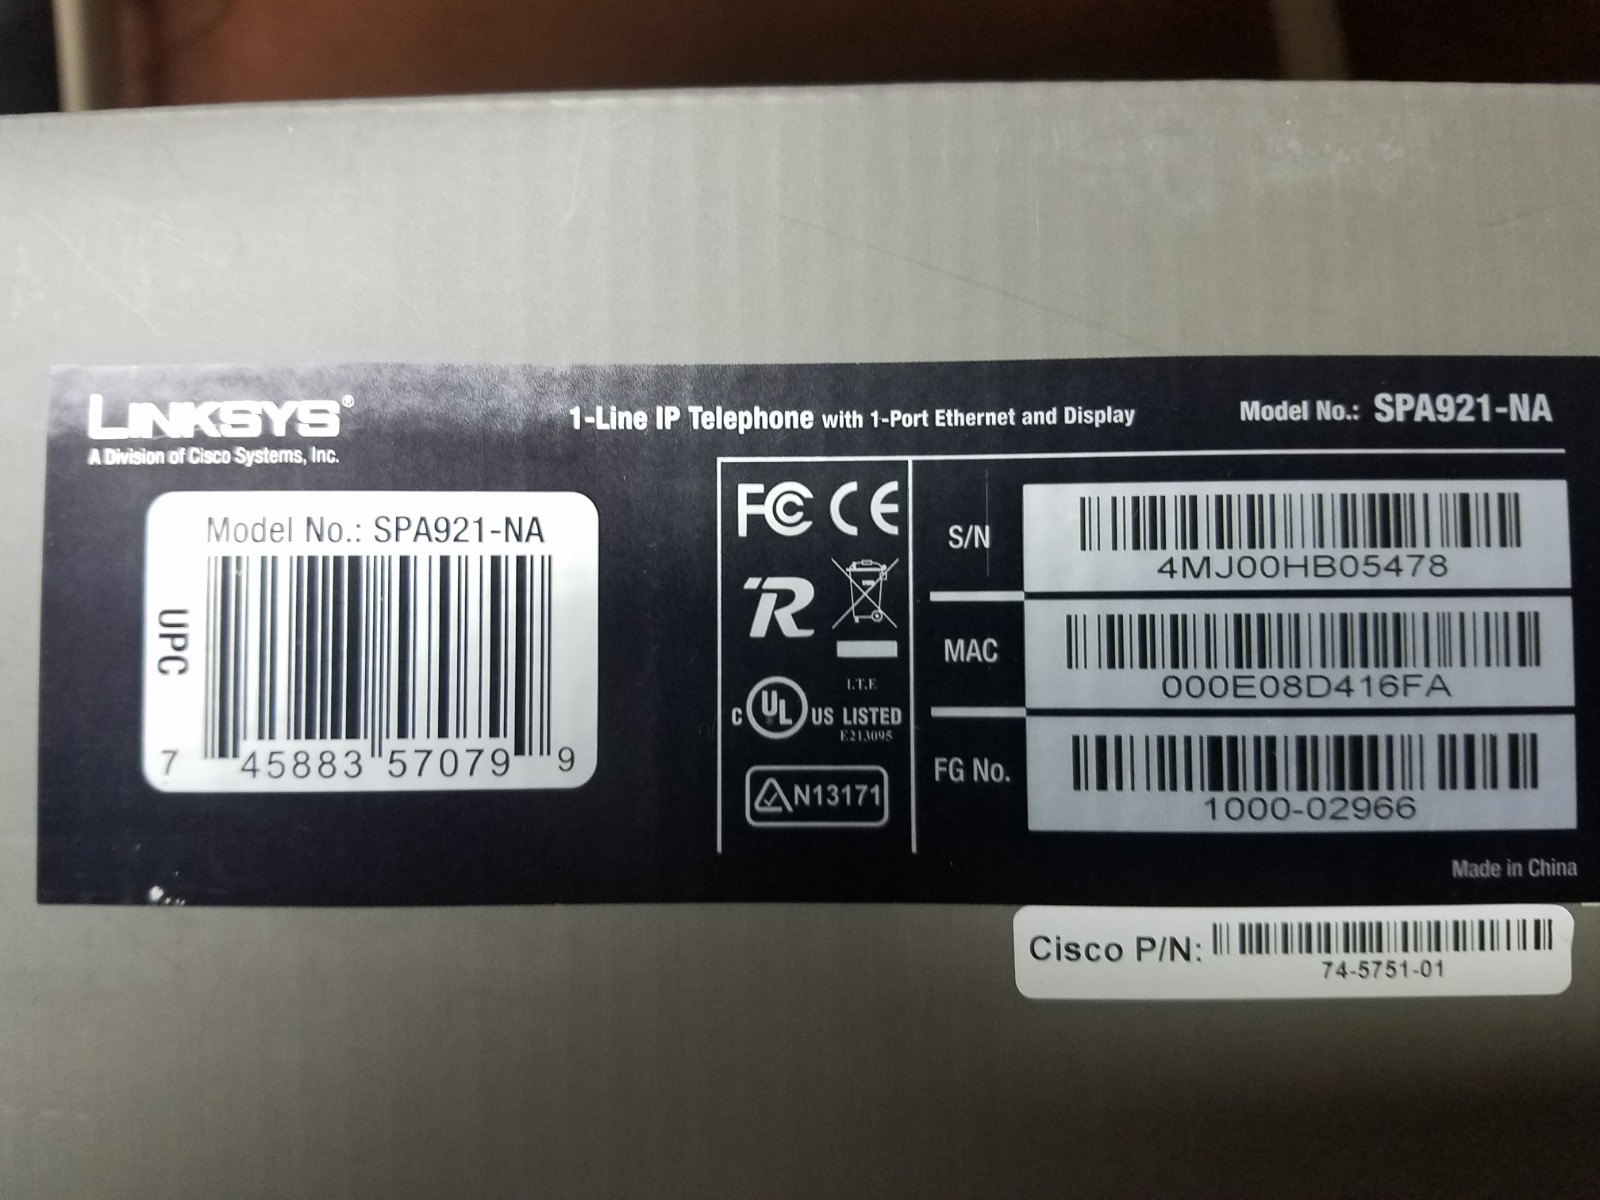 LINKSYS®
A Division of Cisco Systems, Inc.
1-Line IP Telephone with 1-Port Ethernet and Display
Model No.: SPA921-NA
Model No.: SPA921-NA
UPC
7 45883 57079 9
FC CE
R
I.T.E
C UL US LISTED
E213095
N13171
S/N
4MJ00HB05478
MAC
000E08D416FA
FG No.
1000-02966
Made in China
Cisco P/N:
74-5751-01